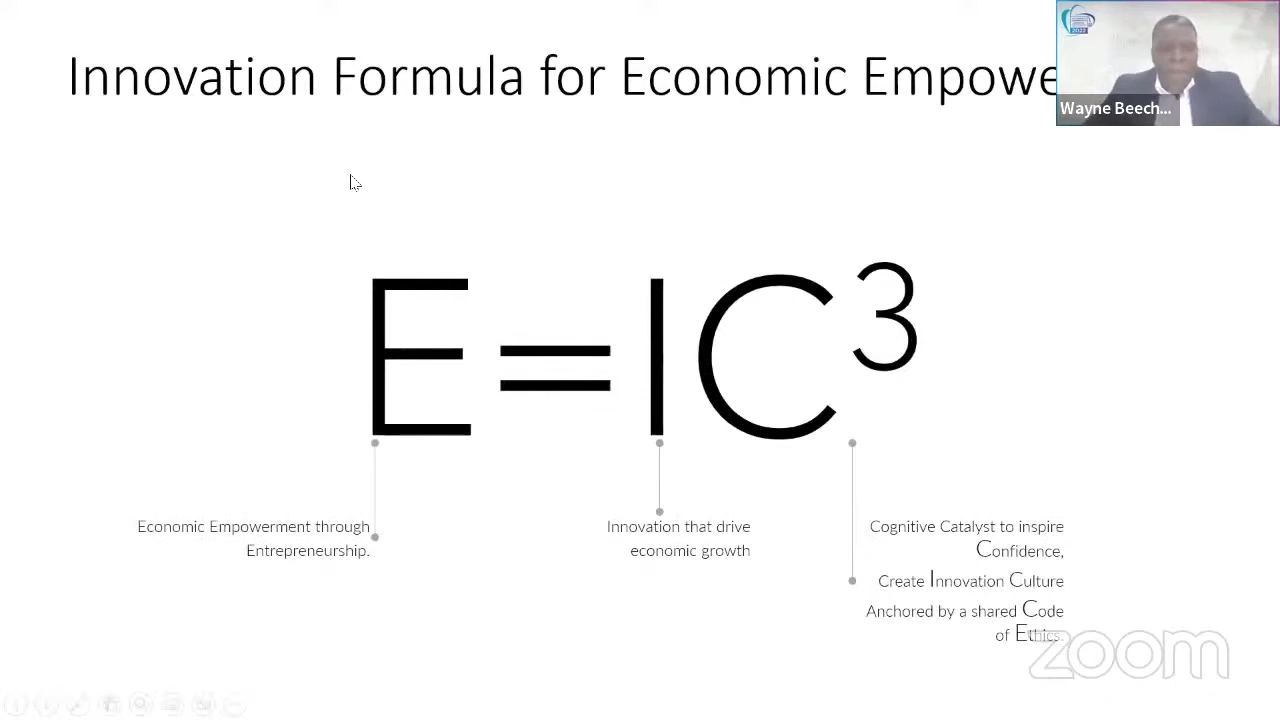 Innovation Formula for Economic Empowe
2022
Wayne Beech...
E=IC³
Economic Empowerment through
Entrepreneurship.
Innovation that drive
economic growth
Cognitive Catalyst to inspire
Confidence,
Create Innovation Culture
Anchored by a shared Code
of Ethics.
zoom